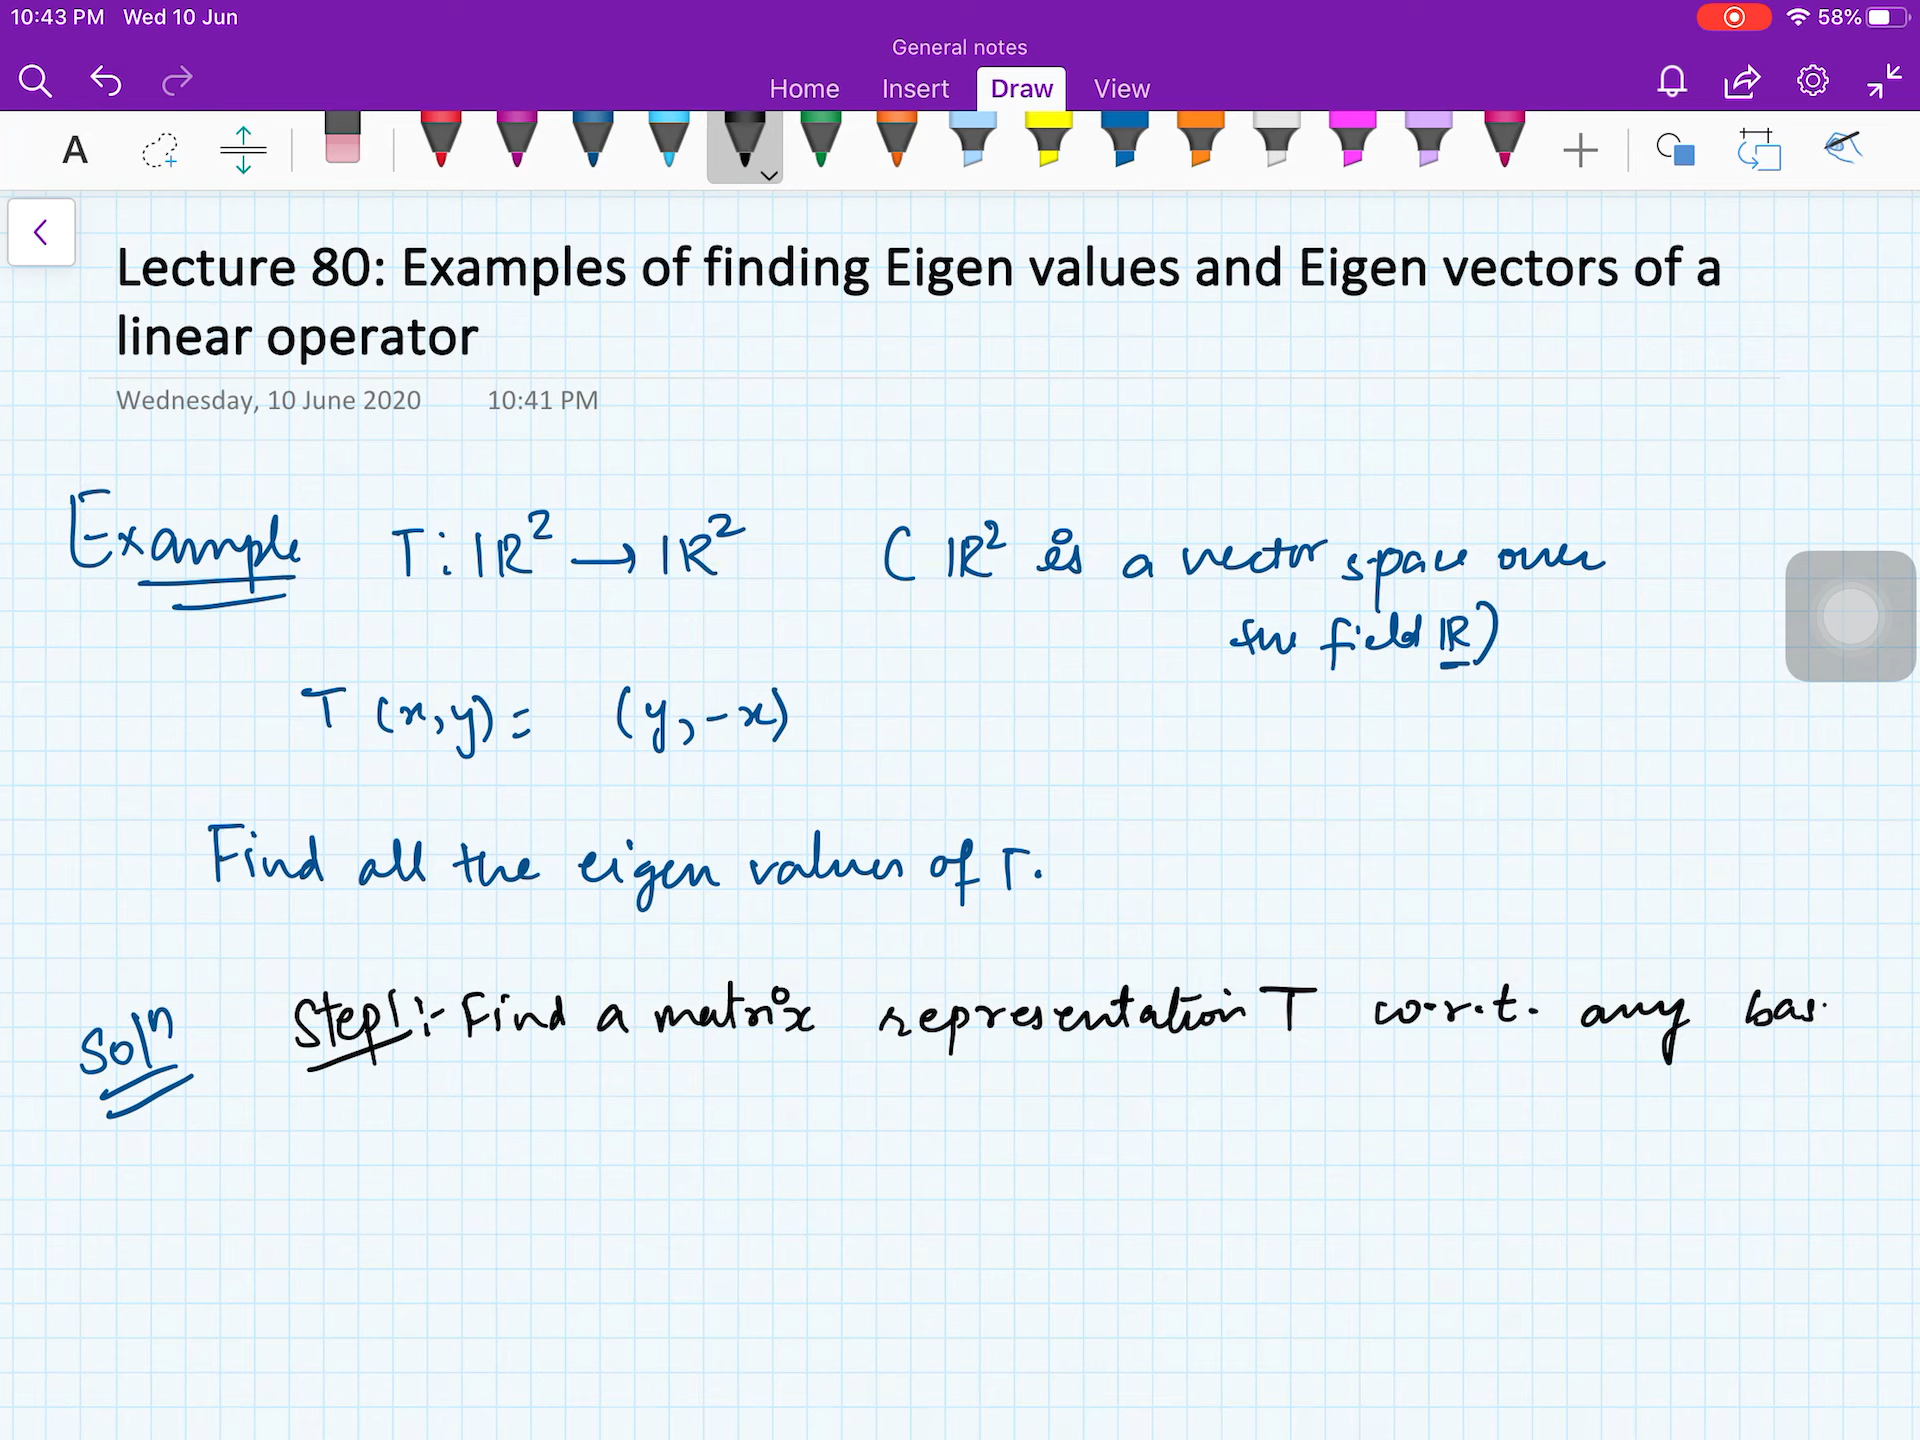 10:43 PM Wed 10 Jun
58%
General notes
Home Insert Draw View
A
Lecture 80: Examples of finding Eigen values and Eigen vectors of a
linear operator
Wednesday, 10 June 2020 10:41 PM
Example T: ℝ² → ℝ² ( ℝ² is a vector space over
the field ℝ)
T (x,y) = (y, -x)
Find all the eigen values of T.
Solⁿ Step1:- Find a matrix representation T w.r.t. any bas